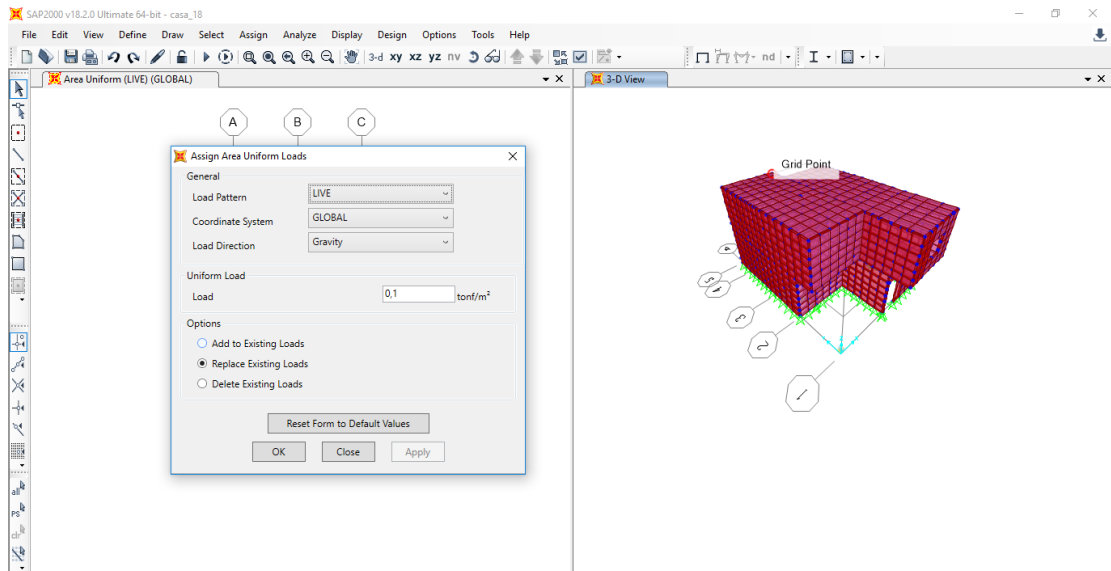 SAP2000 v18.2.0 Ultimate 64-bit - casa_18
File Edit View Define Draw Select Assign Analyze Display Design Options Tools Help
3-d xy xz yz nv
nd
Area Uniform (LIVE) (GLOBAL)
3-D View
A B C
Assign Area Uniform Loads
General
Load Pattern LIVE
Coordinate System GLOBAL
Load Direction Gravity
Uniform Load
Load 0,1 tonf/m²
Options
Add to Existing Loads
Replace Existing Loads
Delete Existing Loads
Reset Form to Default Values
OK Close Apply
Grid Point
3
2
1
all
PS
clr